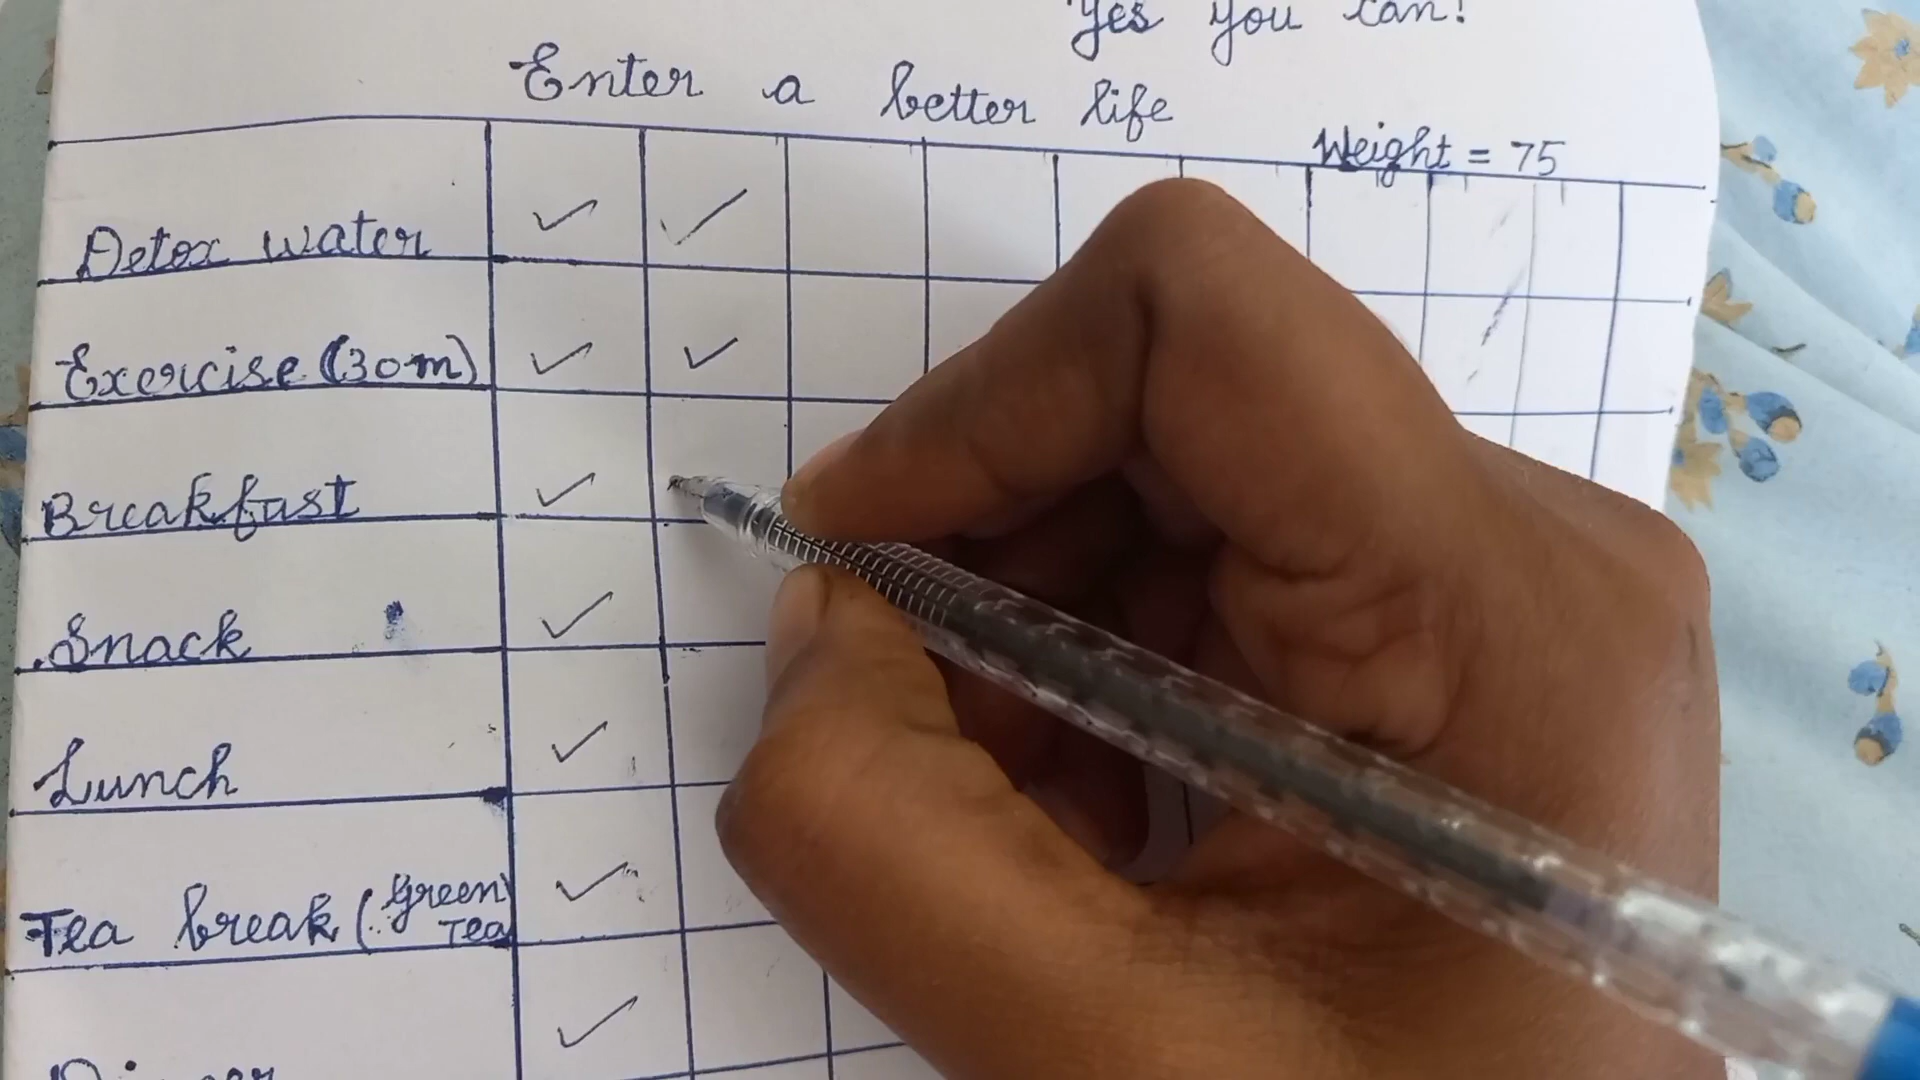 Yes you can!
Enter a better life
Weight = 75
Detox water
Exercise (30m)
Breakfast
Snack
Lunch
Tea break (green
Tea
Dinner